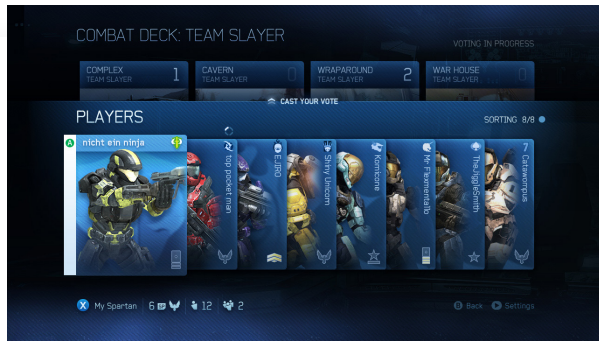 COMBAT DECK: TEAM SLAYER
VOTING IN PROGRESS
COMPLEX
TEAM SLAYER
1
CAVERN
TEAM SLAYER
0
WRAPAROUND
TEAM SLAYER
2
WAR HOUSE
TEAM SLAYER
0
CAST YOUR VOTE
PLAYERS
SORTING 8/8
A
nicht ein ninja
top pocket man
EJIRO
Shiny Unicorn
Komicone
Mr Flexmentallo
TheJiggleSmith
7 Catawompus
X My Spartan
6
12
2
B Back
Settings